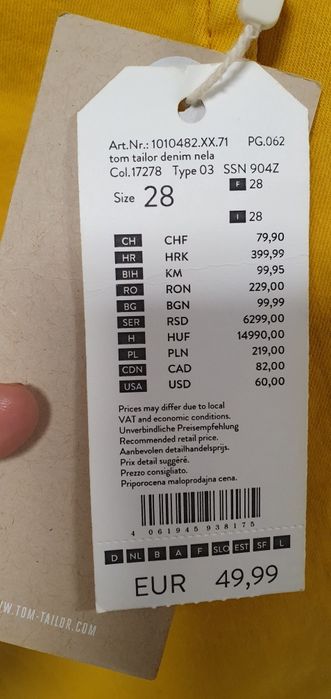 Art.Nr.: 1010482.XX.71 PG.062
tom tailor denim nela
Col.17278 Type 03 SSN 904Z
Size 28 F 28
I 28
CH CHF 79,90
HR HRK 399,99
BIH KM 99,95
RO RON 229,00
BG BGN 99,99
SER RSD 6299,00
H HUF 14990,00
PL PLN 219,00
CDN CAD 82,00
USA USD 60,00
Prices may differ due to local
VAT and economic conditions.
Unverbindliche Preisempfehlung
Recommended retail price.
Aanbevolen detailhandelsprijs.
Prix detail suggéré.
Prezzo consigliato.
Priporocena maloprodajna cena.
4 061945 938175
D NL B A F SLO EST SF L
EUR 49,99
W.TOM-TAILOR.COM